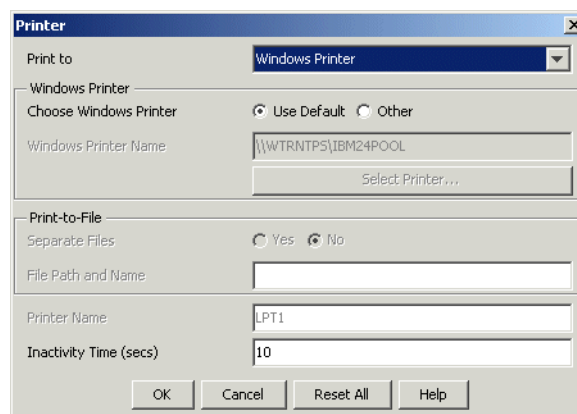 Printer
Print to
Windows Printer
Windows Printer
Choose Windows Printer
Use Default
Other
Windows Printer Name
\\WTRNTPS\IBM24POOL
Select Printer...
Print-to-File
Separate Files
Yes
No
File Path and Name
Printer Name
LPT1
Inactivity Time (secs)
10
OK
Cancel
Reset All
Help